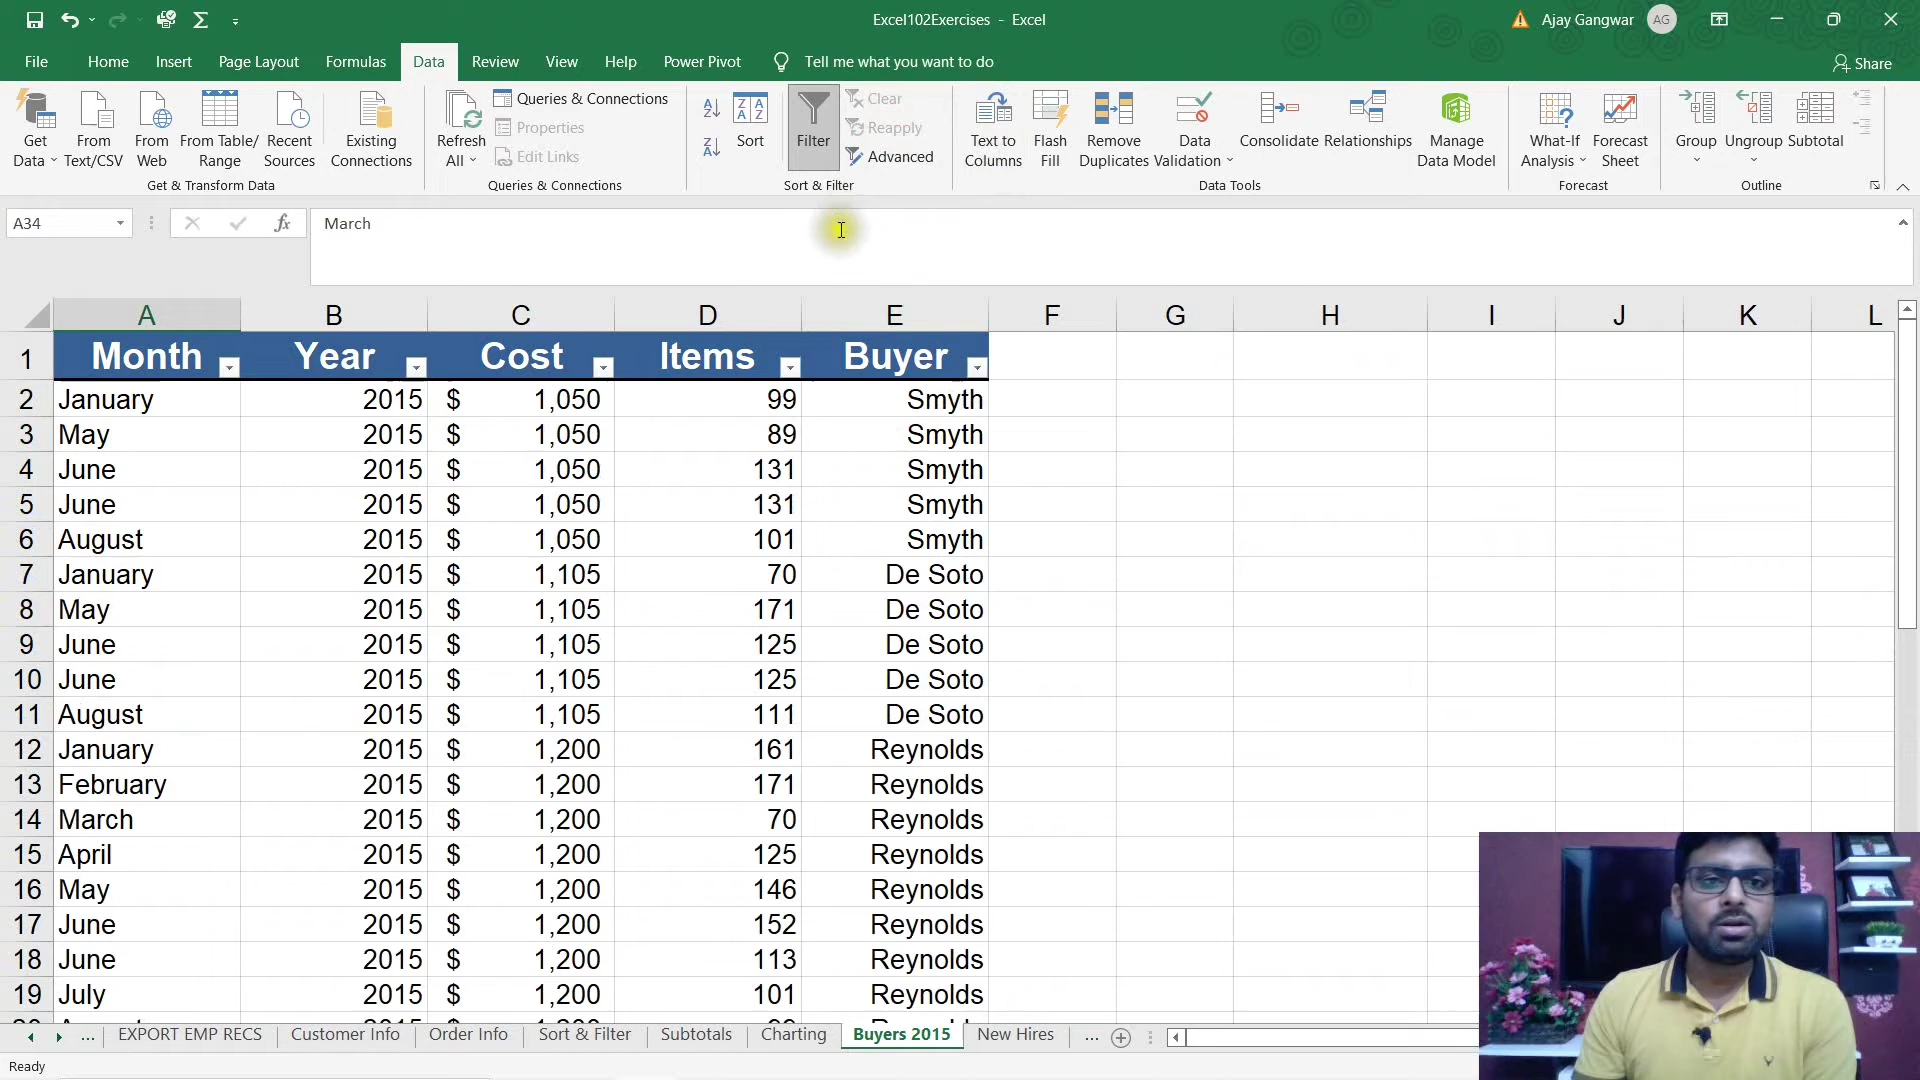 Excel102Exercises - Excel
Ajay Gangwar AG
File Home Insert Page Layout Formulas Data Review View Help Power Pivot Tell me what you want to do Share
Get Data
From Text/CSV
From Web
From Table/ Range
Recent Sources
Existing Connections
Get & Transform Data
Refresh All
Queries & Connections
Properties
Edit Links
Queries & Connections
Sort
Filter
Clear
Reapply
Advanced
Sort & Filter
Text to Columns
Flash Fill
Remove Duplicates
Data Validation
Consolidate
Relationships
Manage Data Model
Data Tools
What-If Analysis
Forecast Sheet
Forecast
Group
Ungroup
Subtotal
Outline
A34 fx March
A B C D E F G H I J K L
1 Month Year Cost Items Buyer
2 January 2015 $ 1,050 99 Smyth
3 May 2015 $ 1,050 89 Smyth
4 June 2015 $ 1,050 131 Smyth
5 June 2015 $ 1,050 131 Smyth
6 August 2015 $ 1,050 101 Smyth
7 January 2015 $ 1,105 70 De Soto
8 May 2015 $ 1,105 171 De Soto
9 June 2015 $ 1,105 125 De Soto
10 June 2015 $ 1,105 125 De Soto
11 August 2015 $ 1,105 111 De Soto
12 January 2015 $ 1,200 161 Reynolds
13 February 2015 $ 1,200 171 Reynolds
14 March 2015 $ 1,200 70 Reynolds
15 April 2015 $ 1,200 125 Reynolds
16 May 2015 $ 1,200 146 Reynolds
17 June 2015 $ 1,200 152 Reynolds
18 June 2015 $ 1,200 113 Reynolds
19 July 2015 $ 1,200 101 Reynolds
... EXPORT EMP RECS Customer Info Order Info Sort & Filter Subtotals Charting Buyers 2015 New Hires ...
Ready